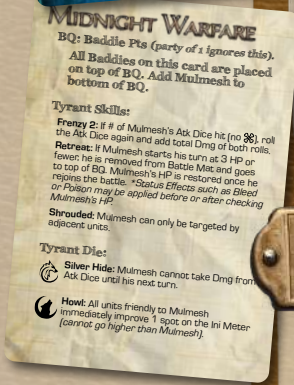 MIDNIGHT WARFARE
BQ: Baddie Pts (party of 1 ignores this).
All Baddies on this card are placed
on top of BQ. Add Mulmesh to
bottom of BQ.
Tyrant Skills:
Frenzy 2: If # of Mulmesh's Atk Dice hit (no ⌘), roll
the Atk Dice again and add total Dmg of both rolls.
Retreat: If Mulmesh starts his turn at 3 HP or
fewer, he is removed from Battle Mat and goes
to top of BQ. Mulmesh's HP is restored once he
rejoins the battle. *Status Effects such as Bleed
or Poison may be applied before or after checking
Mulmesh's HP.
Shrouded: Mulmesh can only be targeted by
adjacent units.
Tyrant Die:
Silver Hide: Mulmesh cannot take Dmg from
Atk Dice until his next turn.
Howl: All units friendly to Mulmesh
immediately improve 1 spot on the Ini Meter
(cannot go higher than Mulmesh).